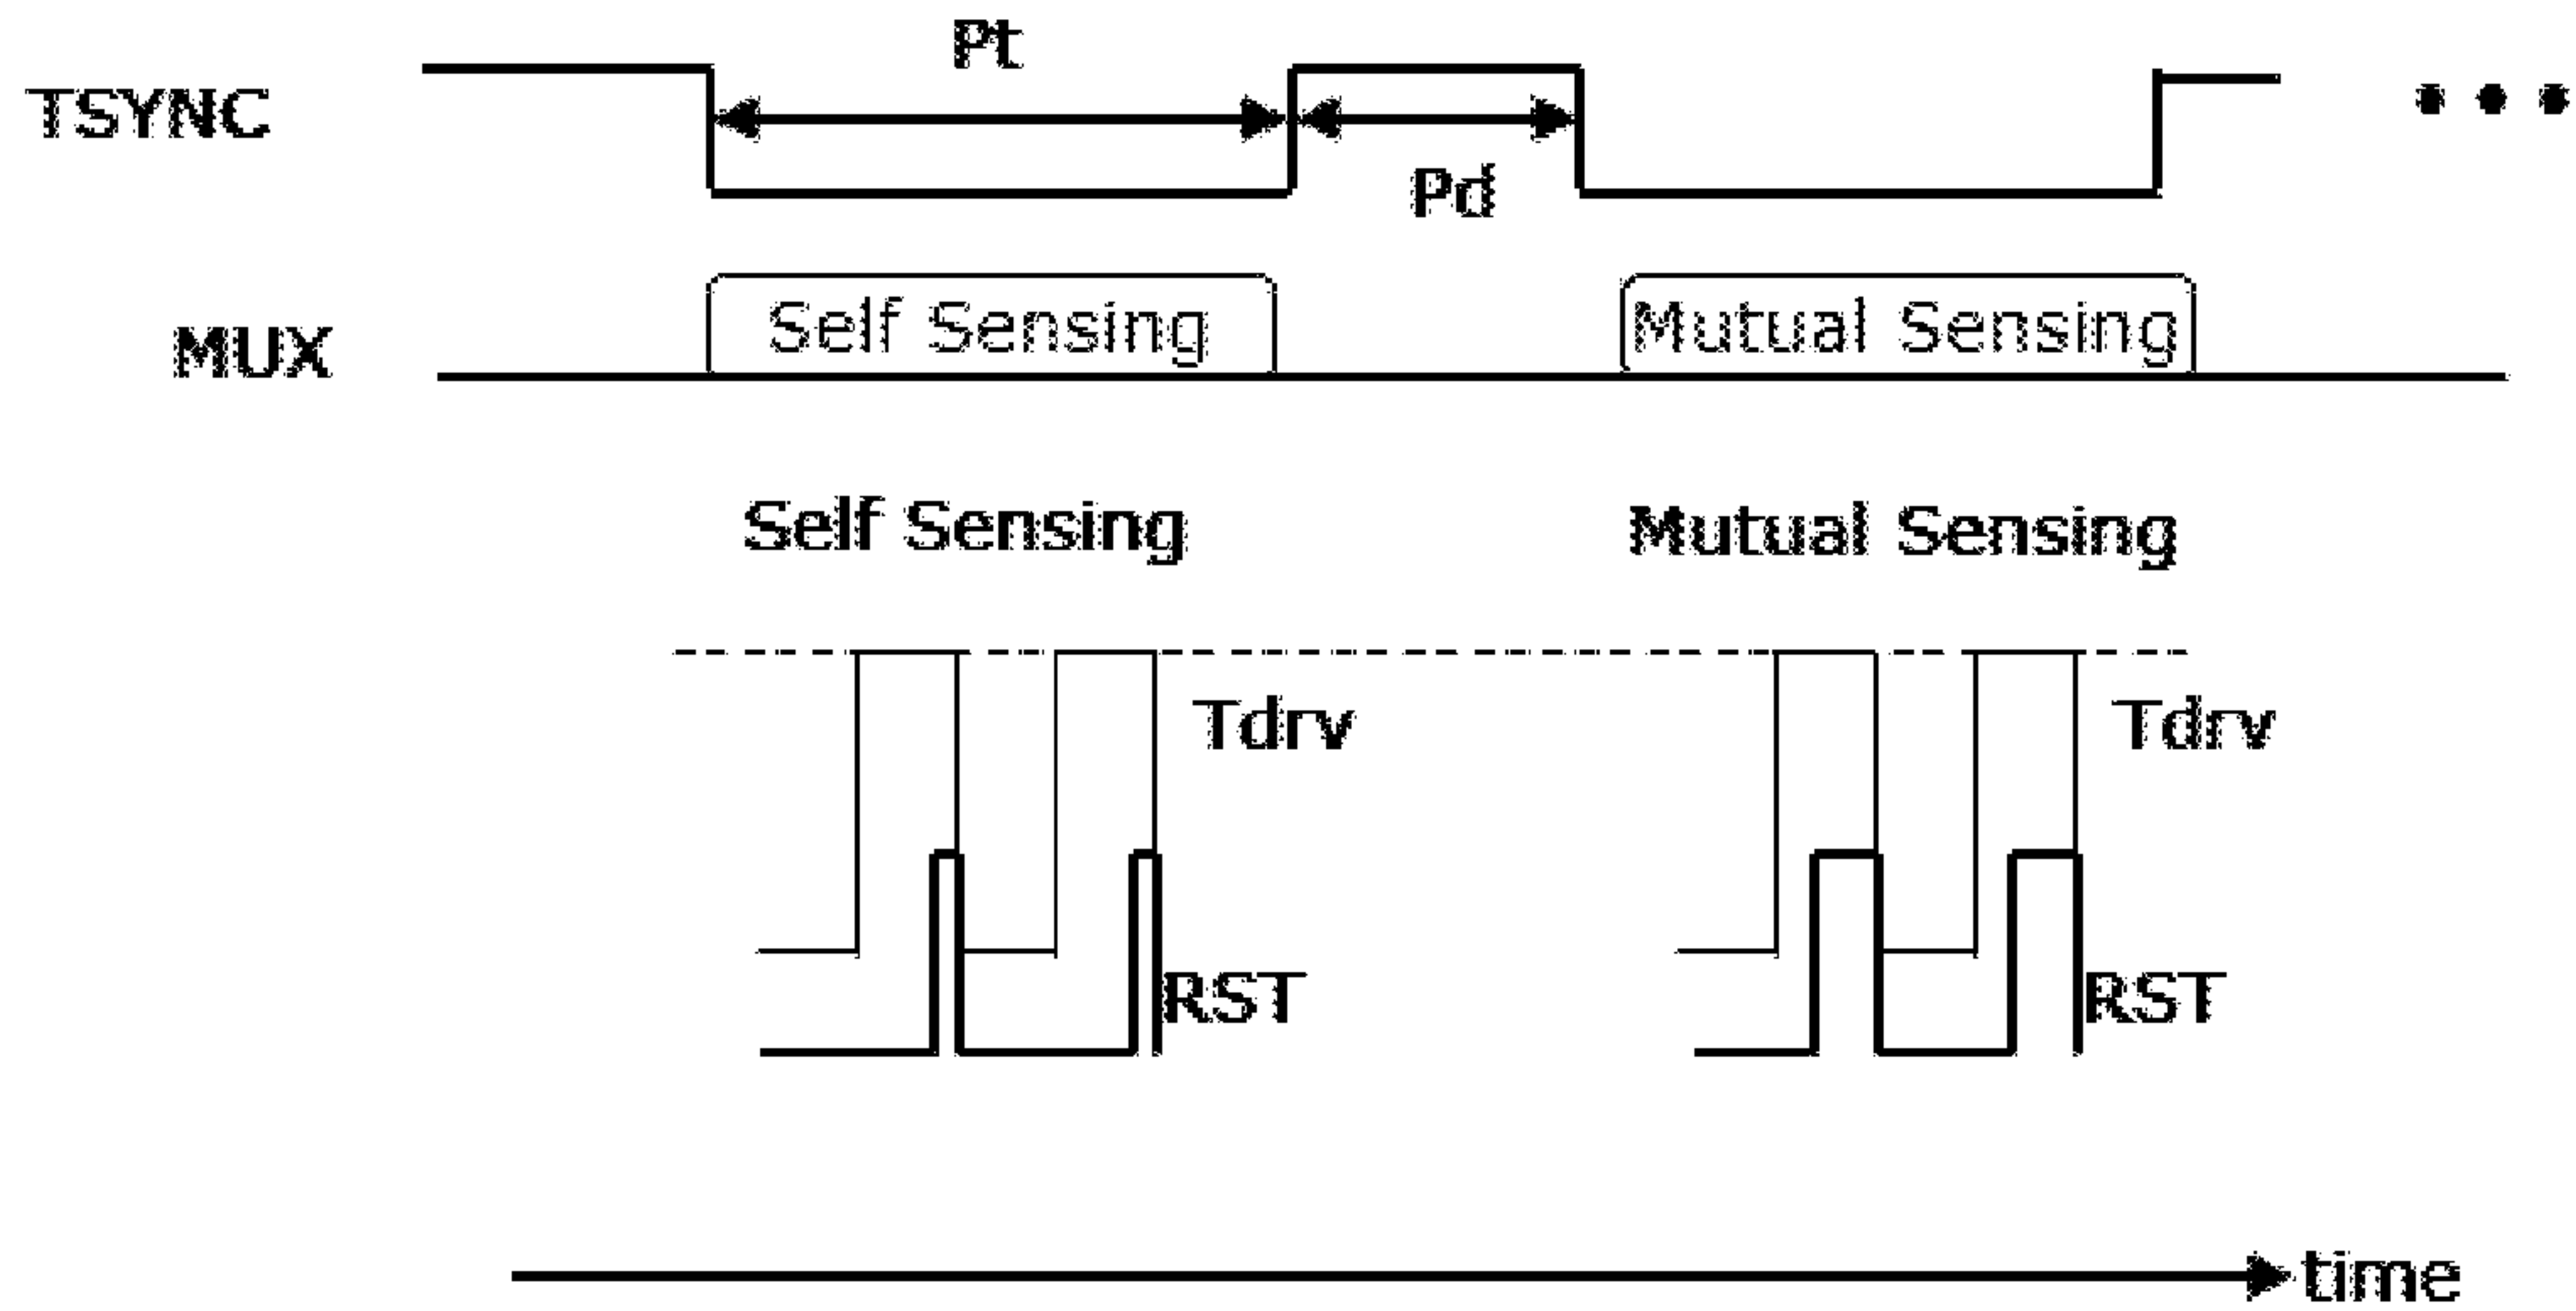 Pt
TSYNC
Pd
Self Sensing
Mutual Sensing
MUX
Self Sensing
Mutual Sensing
Tdrv
Tdrv
RST
RST
time